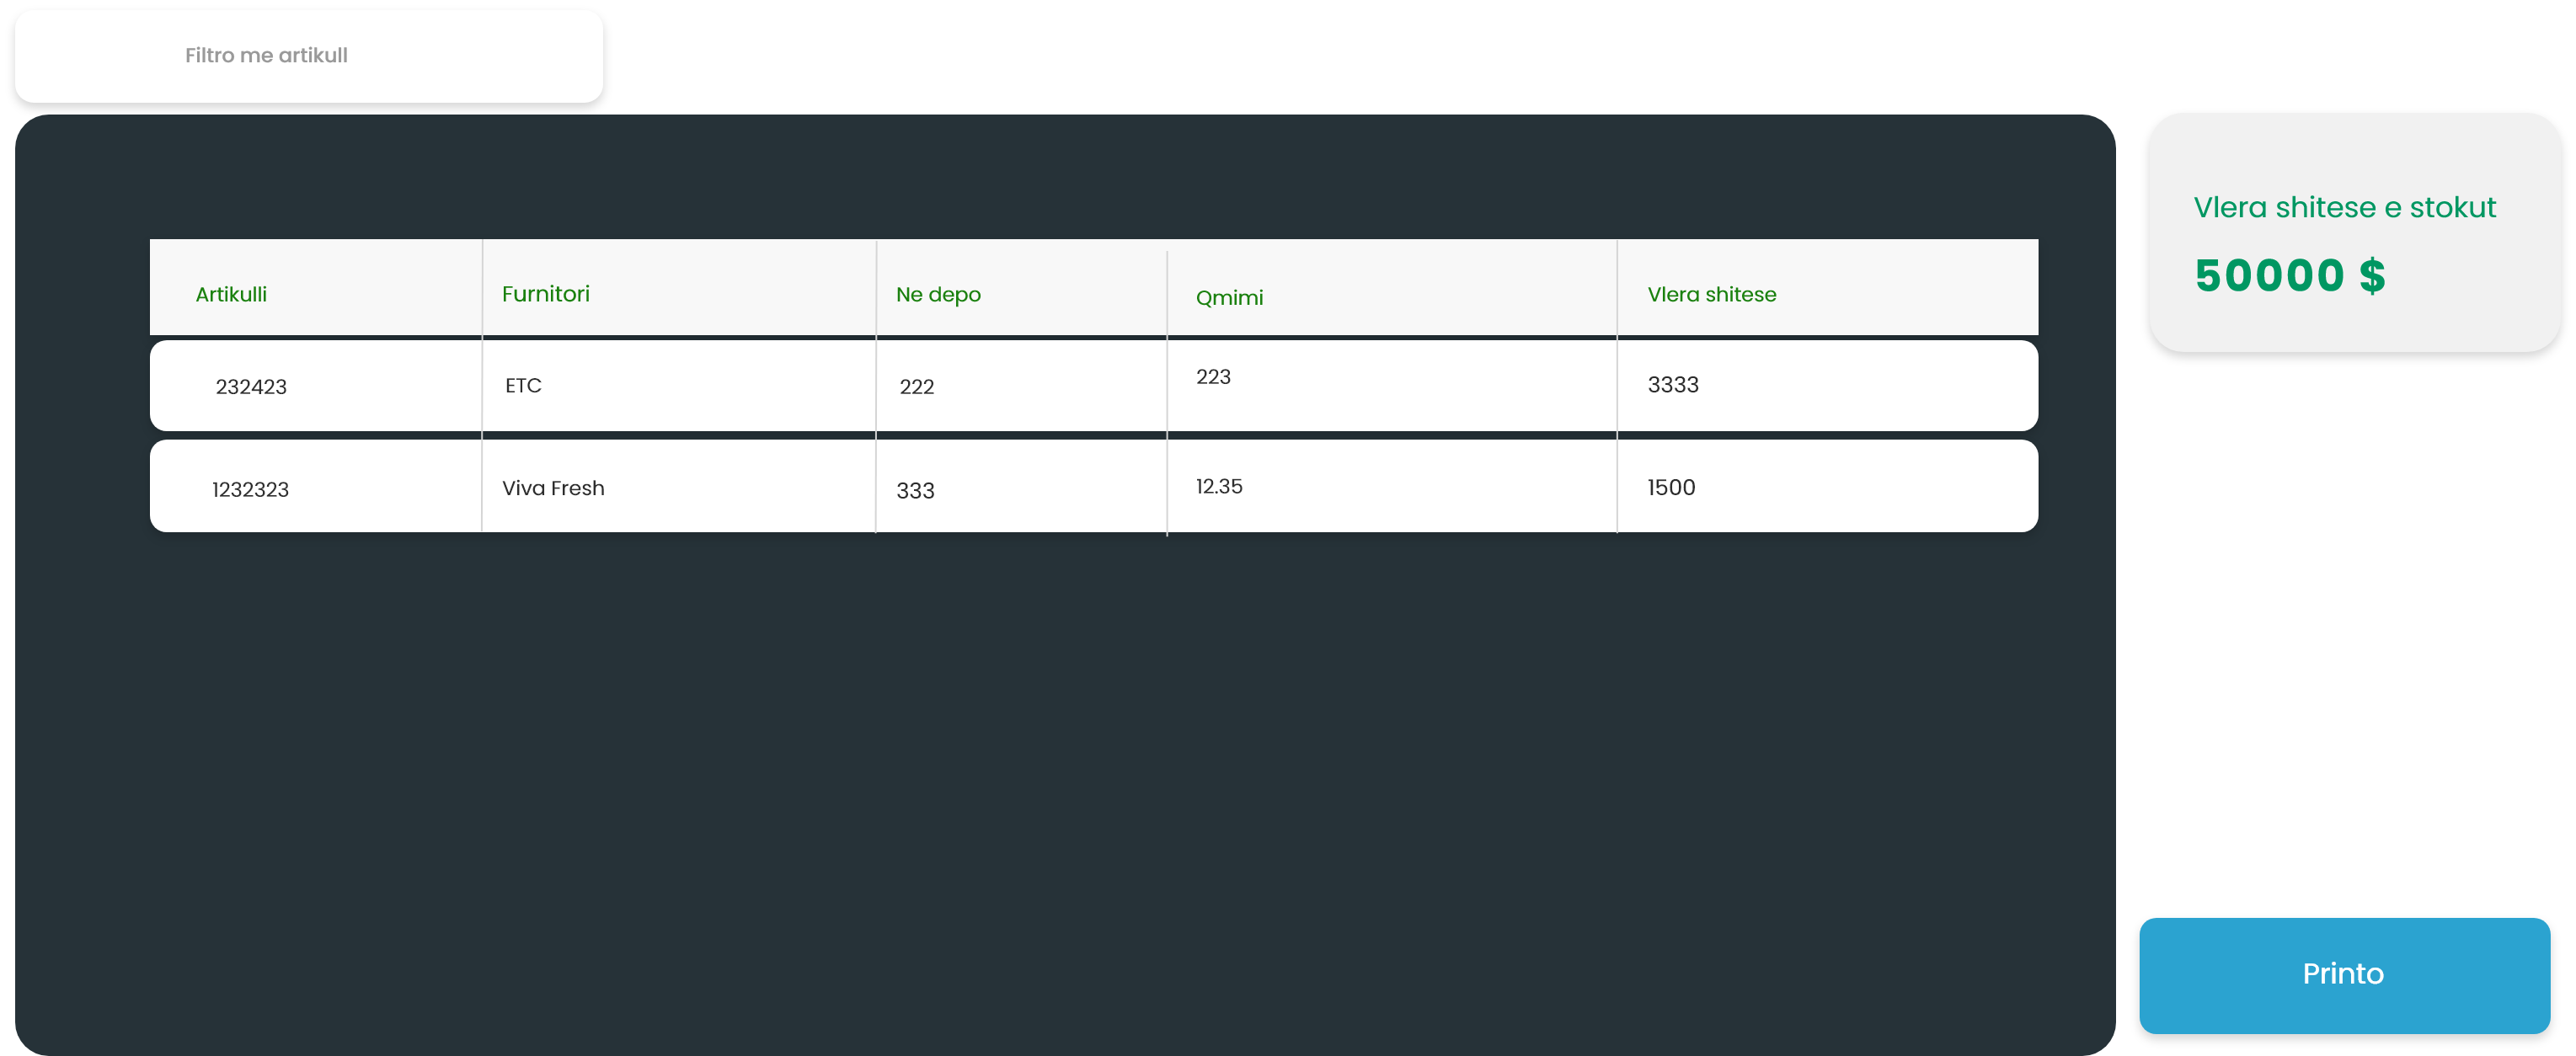 Filtro me artikull
Vlera shitese e stokut
50000 $
Artikulli Furnitori Ne depo Qmimi Vlera shitese
232423 ETC 222 223 3333
1232323 Viva Fresh 333 12.35 1500
Printo